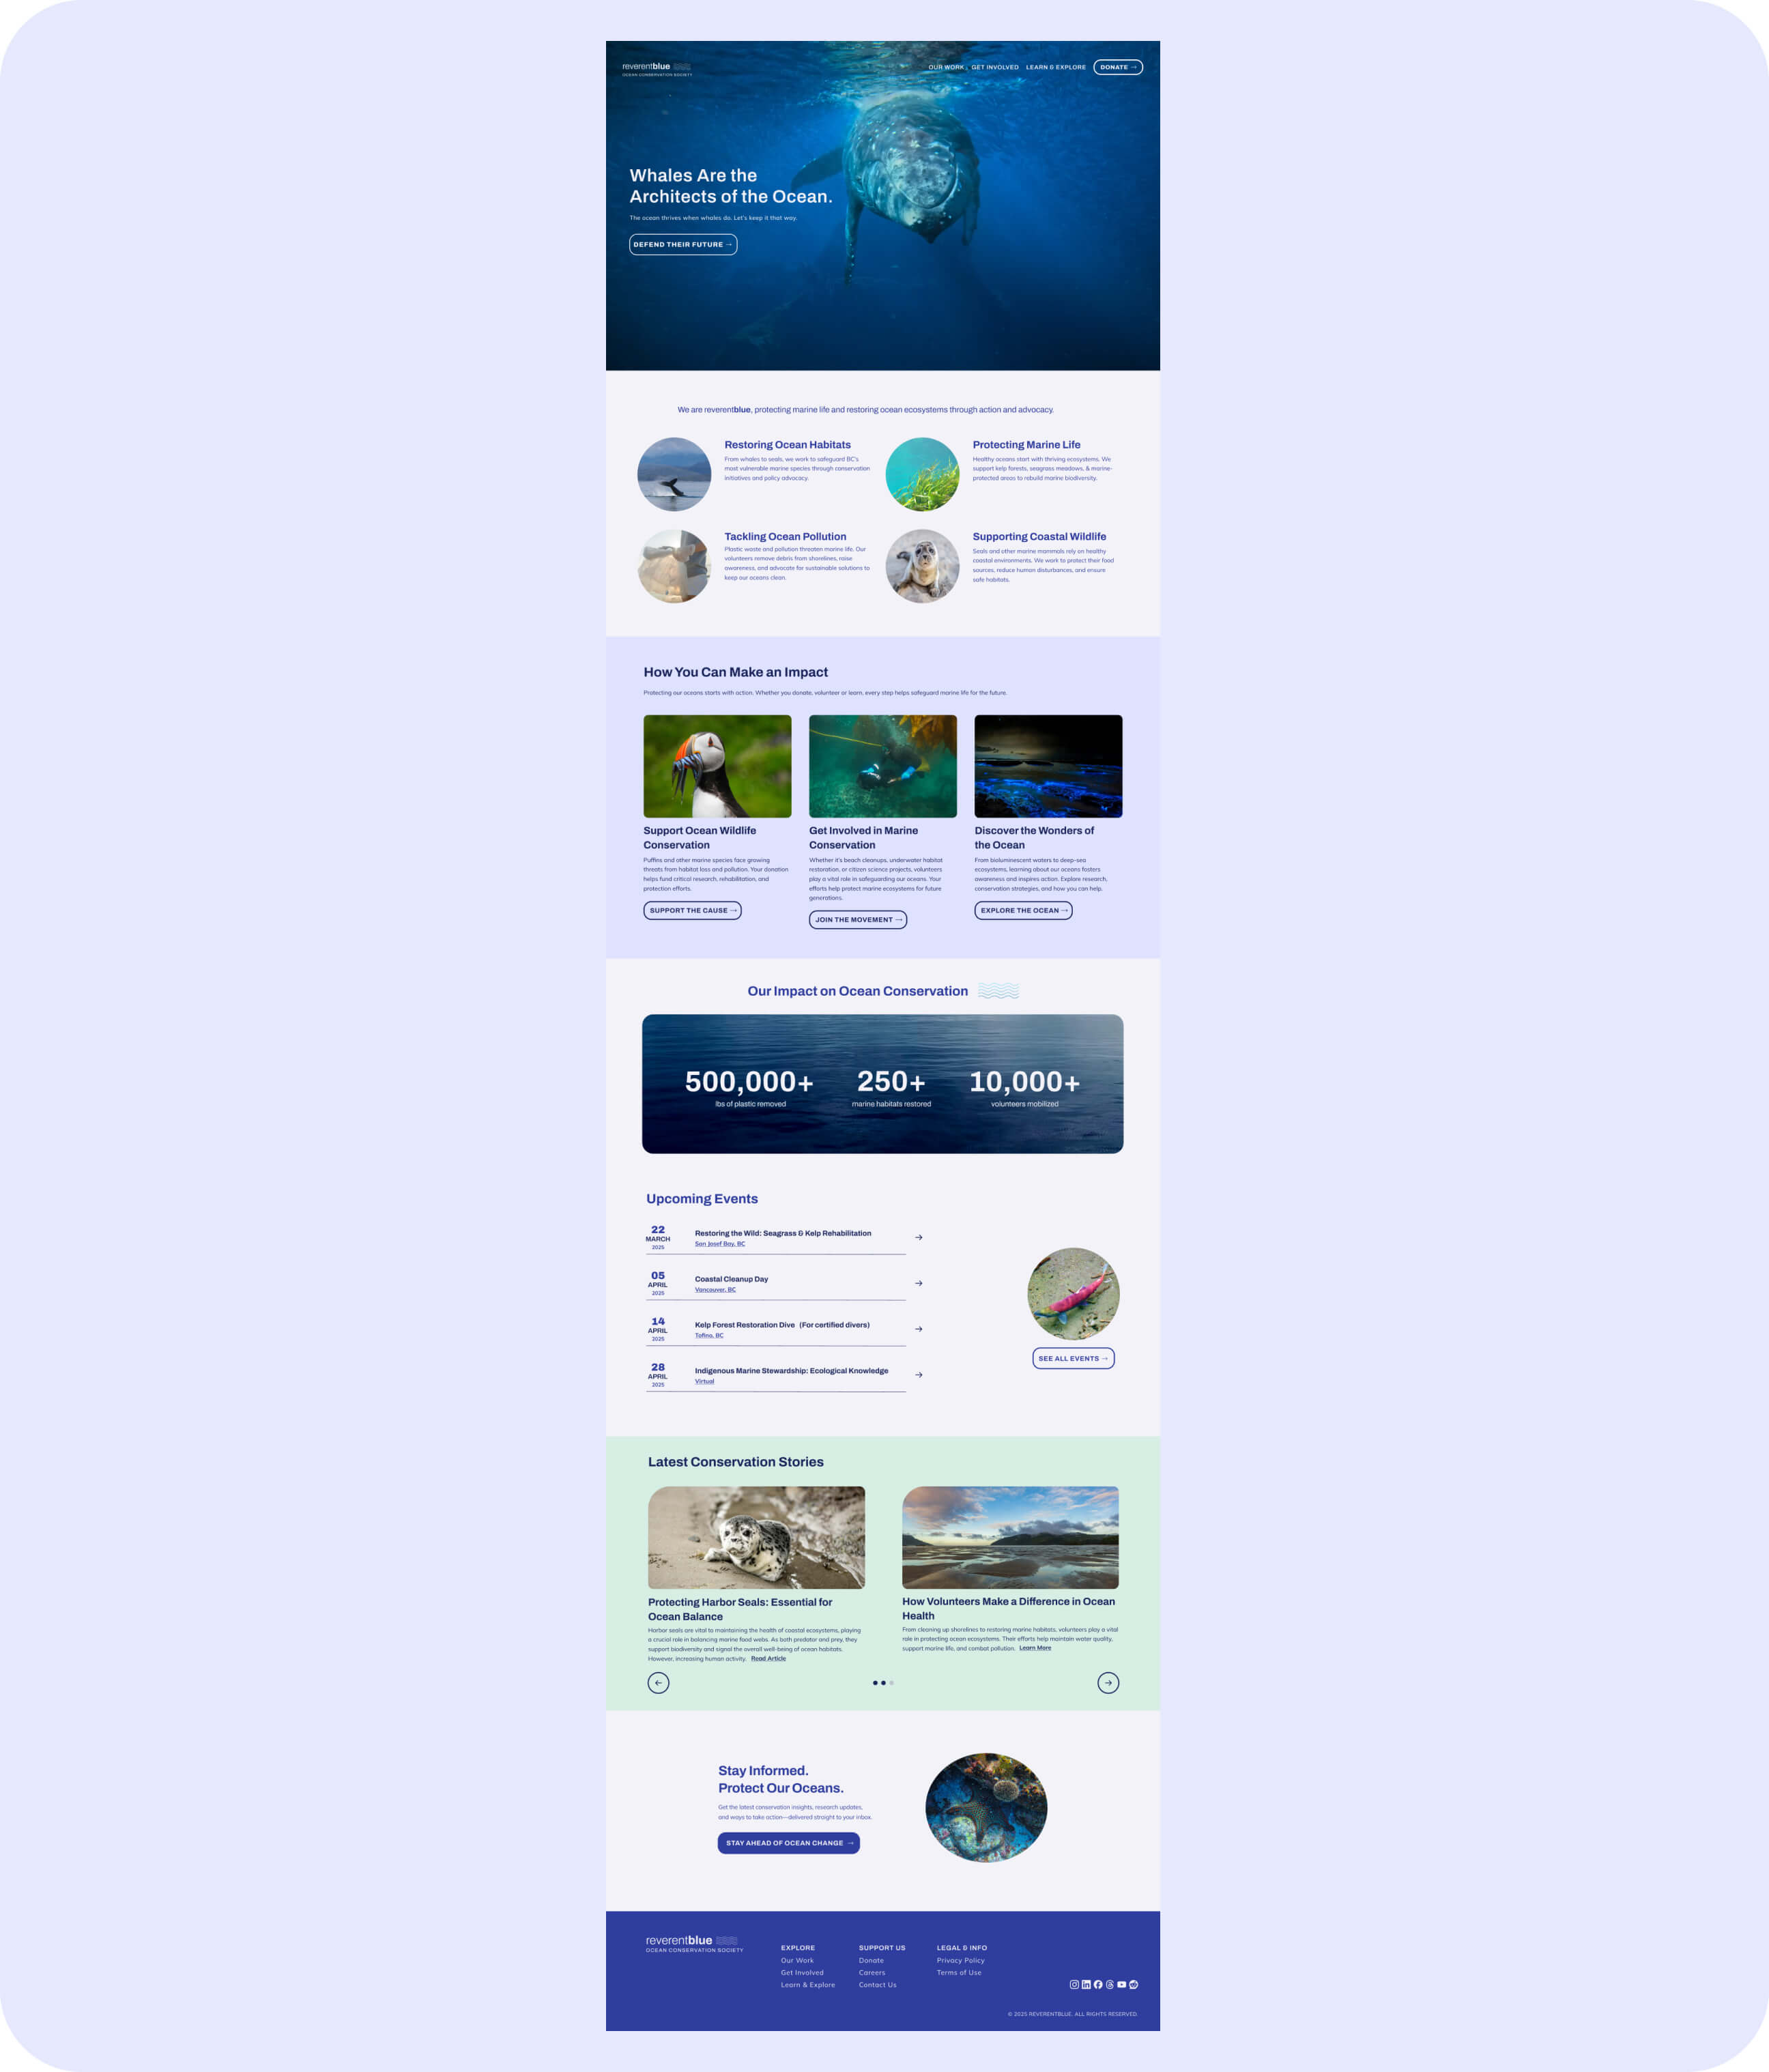 reverentblue
OCEAN CONSERVATION SOCIETY
OUR WORK
GET INVOLVED
LEARN & EXPLORE
DONATE →
Whales Are the
Architects of the Ocean.
The ocean thrives when whales do. Let's keep it that way.
DEFEND THEIR FUTURE →
We are reverentblue, protecting marine life and restoring ocean ecosystems through action and advocacy.
Restoring Ocean Habitats
From whales to seals, we work to safeguard BC's
most vulnerable marine species through conservation
initiatives and policy advocacy.
Protecting Marine Life
Healthy oceans start with thriving ecosystems. We
support kelp forests, seagrass meadows, & marine-
protected areas to rebuild marine biodiversity.
Tackling Ocean Pollution
Plastic waste and pollution threaten marine life. Our
volunteers remove debris from shorelines, raise
awareness, and advocate for sustainable solutions to
keep our oceans clean.
Supporting Coastal Wildlife
Seals and other marine mammals rely on healthy
coastal environments. We work to protect their food
sources, reduce human disturbances, and ensure
safe habitats.
How You Can Make an Impact
Protecting our oceans starts with action. Whether you donate, volunteer or learn, every step helps safeguard marine life for the future.
Support Ocean Wildlife
Conservation
Puffins and other marine species face growing
threats from habitat loss and pollution. Your donation
helps fund critical research, rehabilitation, and
protection efforts.
SUPPORT THE CAUSE →
Get Involved in Marine
Conservation
Whether it's beach cleanups, underwater habitat
restoration, or citizen science projects, volunteers
play a vital role in safeguarding our oceans. Your
efforts help protect marine ecosystems for future
generations.
JOIN THE MOVEMENT →
Discover the Wonders of
the Ocean
From bioluminescent waters to deep-sea
ecosystems, learning about our oceans fosters
awareness and inspires action. Explore research,
conservation strategies, and how you can help.
EXPLORE THE OCEAN →
Our Impact on Ocean Conservation
500,000+
lbs of plastic removed
250+
marine habitats restored
10,000+
volunteers mobilized
Upcoming Events
22
MARCH
2025
Restoring the Wild: Seagrass & Kelp Rehabilitation
San Josef Bay, BC
→
05
APRIL
2025
Coastal Cleanup Day
Vancouver, BC
→
14
APRIL
2025
Kelp Forest Restoration Dive (For certified divers)
Tofino, BC
→
28
APRIL
2025
Indigenous Marine Stewardship: Ecological Knowledge
Virtual
→
SEE ALL EVENTS →
Latest Conservation Stories
Protecting Harbor Seals: Essential for
Ocean Balance
Harbor seals are vital to maintaining the health of coastal ecosystems, playing
a crucial role in balancing marine food webs. As both predator and prey, they
support biodiversity and signal the overall well-being of ocean habitats.
However, increasing human activity. Read Article
How Volunteers Make a Difference in Ocean
Health
From cleaning up shorelines to restoring marine habitats, volunteers play a vital
role in protecting ocean ecosystems. Their efforts help maintain water quality,
support marine life, and combat pollution. Learn More
←
→
Stay Informed.
Protect Our Oceans.
Get the latest conservation insights, research updates,
and ways to take action—delivered straight to your inbox.
STAY AHEAD OF OCEAN CHANGE →
reverentblue
OCEAN CONSERVATION SOCIETY
EXPLORE
Our Work
Get Involved
Learn & Explore
SUPPORT US
Donate
Careers
Contact Us
LEGAL & INFO
Privacy Policy
Terms of Use
© 2025 REVERENTBLUE. ALL RIGHTS RESERVED.